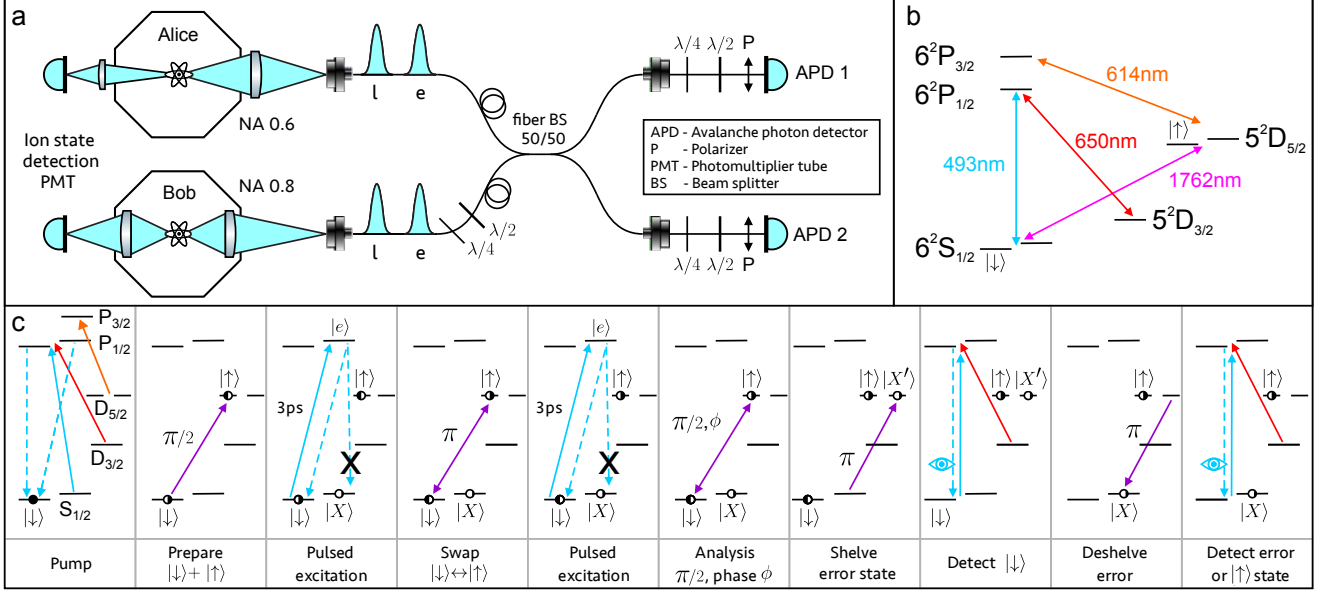 a
Alice
NA 0.6
l
e
fiber BS
50/50
λ/4
λ/2
P
APD 1
Ion state
detection
PMT
APD - Avalanche photon detector
P - Polarizer
PMT - Photomultiplier tube
BS - Beam splitter
Bob
NA 0.8
l
e
λ/4
λ/2
λ/4
λ/2
P
APD 2
b
6²P₃/₂
614nm
6²P₁/₂
|↑⟩
5²D₅/₂
650nm
493nm
1762nm
5²D₃/₂
6²S₁/₂
|↓⟩
c
P₃/₂
P₁/₂
D₅/₂
D₃/₂
S₁/₂
|↓⟩
Pump
|↑⟩
π/2
|↓⟩
Prepare
|↓⟩+ |↑⟩
|e⟩
|↑⟩
3ps
X
|↓⟩
|X⟩
Pulsed
excitation
|↑⟩
π
|↓⟩
|X⟩
Swap
|↓⟩↔|↑⟩
|e⟩
|↑⟩
3ps
X
|↓⟩
|X⟩
Pulsed
excitation
|↑⟩
π/2, ϕ
|↓⟩
|X⟩
Analysis
π/2, phase ϕ
|↑⟩ |X′⟩
π
|↓⟩
Shelve
error state
|↑⟩ |X′⟩
|↓⟩
Detect |↓⟩
|↑⟩
π
|X⟩
Deshelve
error
|↑⟩
|X⟩
Detect error
or |↑⟩ state